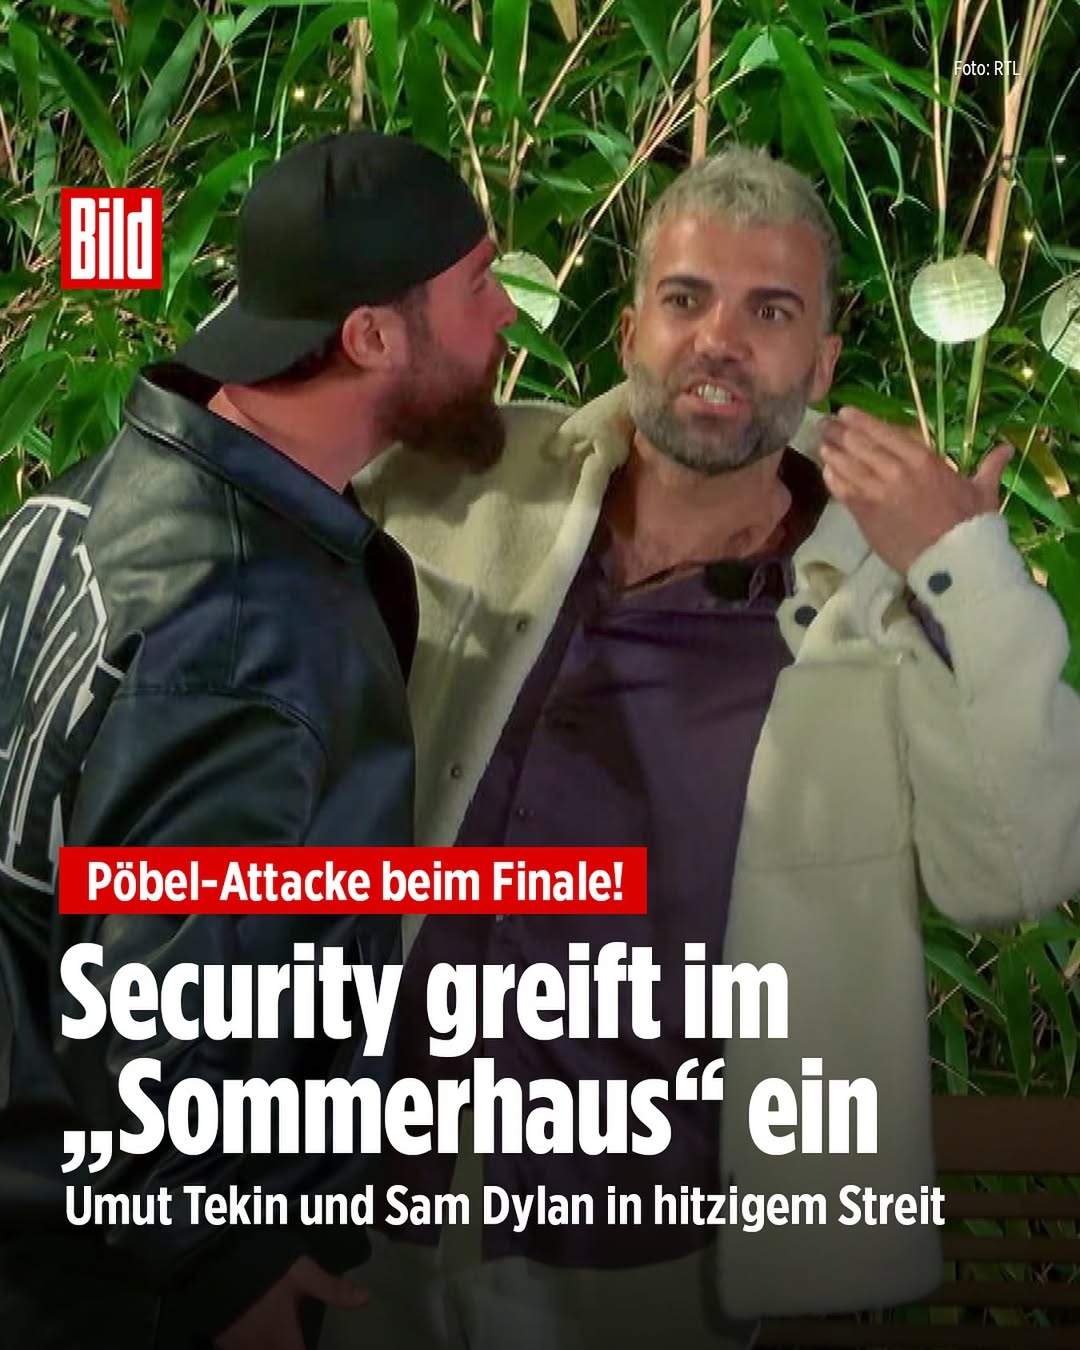 Foto: RTL
Bild
Pöbel-Attacke beim Finale!
Security greift im
„Sommerhaus“ ein
Umut Tekin und Sam Dylan in hitzigem Streit